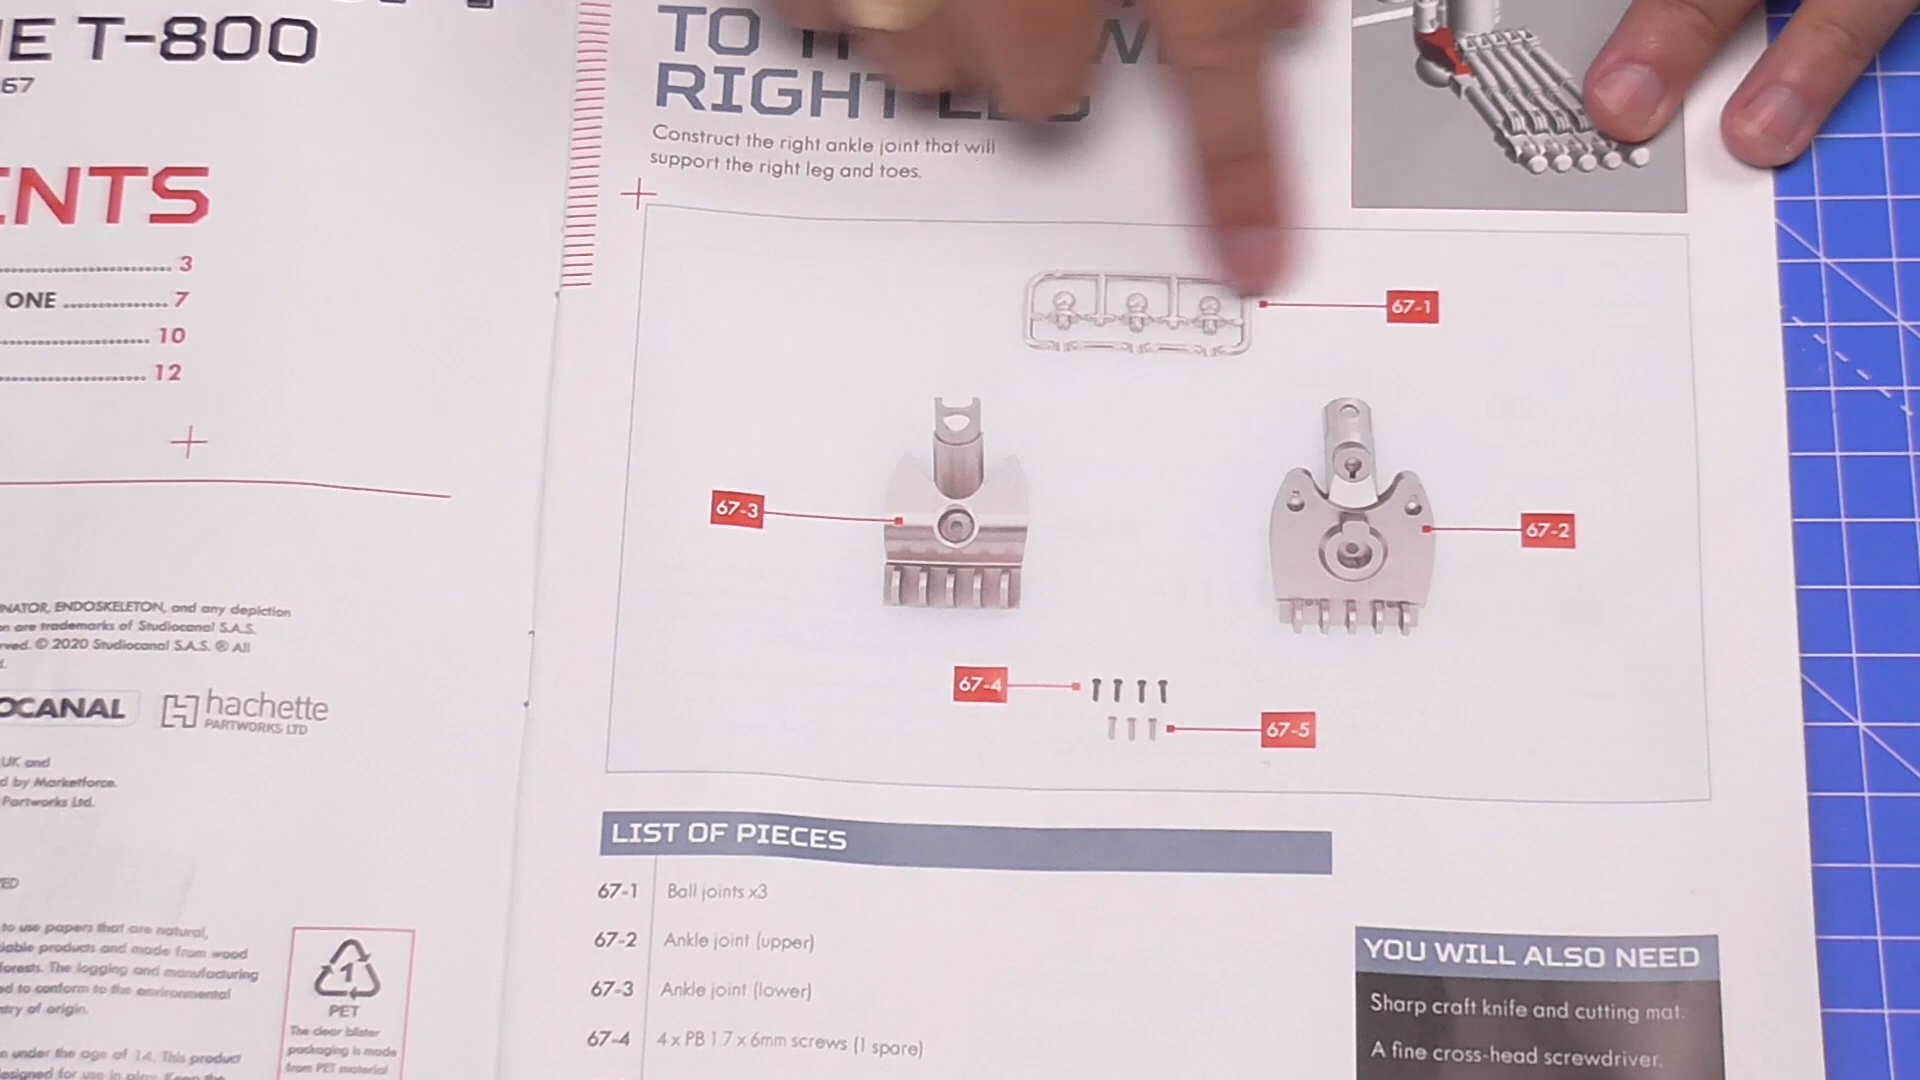 E T-800
67
ENTS
3
ONE 7
10
12
NATOR, ENDOSKELETON, and any depiction
are trademarks of Studiocanal S.A.S.
© 2020 Studiocanal S.A.S. ® All
OCANAL
hachette
PARTWORKS LTD
UK and
d by Marketforce.
Partworks Ltd.
to use papers that are natural,
products and made from wood
forests. The logging and manufacturing
ed to conform to the environmental
of origin.
1
PET
The clear blister
packaging is made
from PET material
under the age of 14. This product
for use in play. Keep the
TO
RIGHT LEG
Construct the right ankle joint that will
support the right leg and toes.
67-1
67-3
67-2
67-4
67-5
LIST OF PIECES
67-1 Ball joints x3
67-2 Ankle joint (upper)
67-3 Ankle joint (lower)
67-4 4 x PB 1.7 x 6mm screws (1 spare)
YOU WILL ALSO NEED
Sharp craft knife and cutting mat.
A fine cross-head screwdriver.